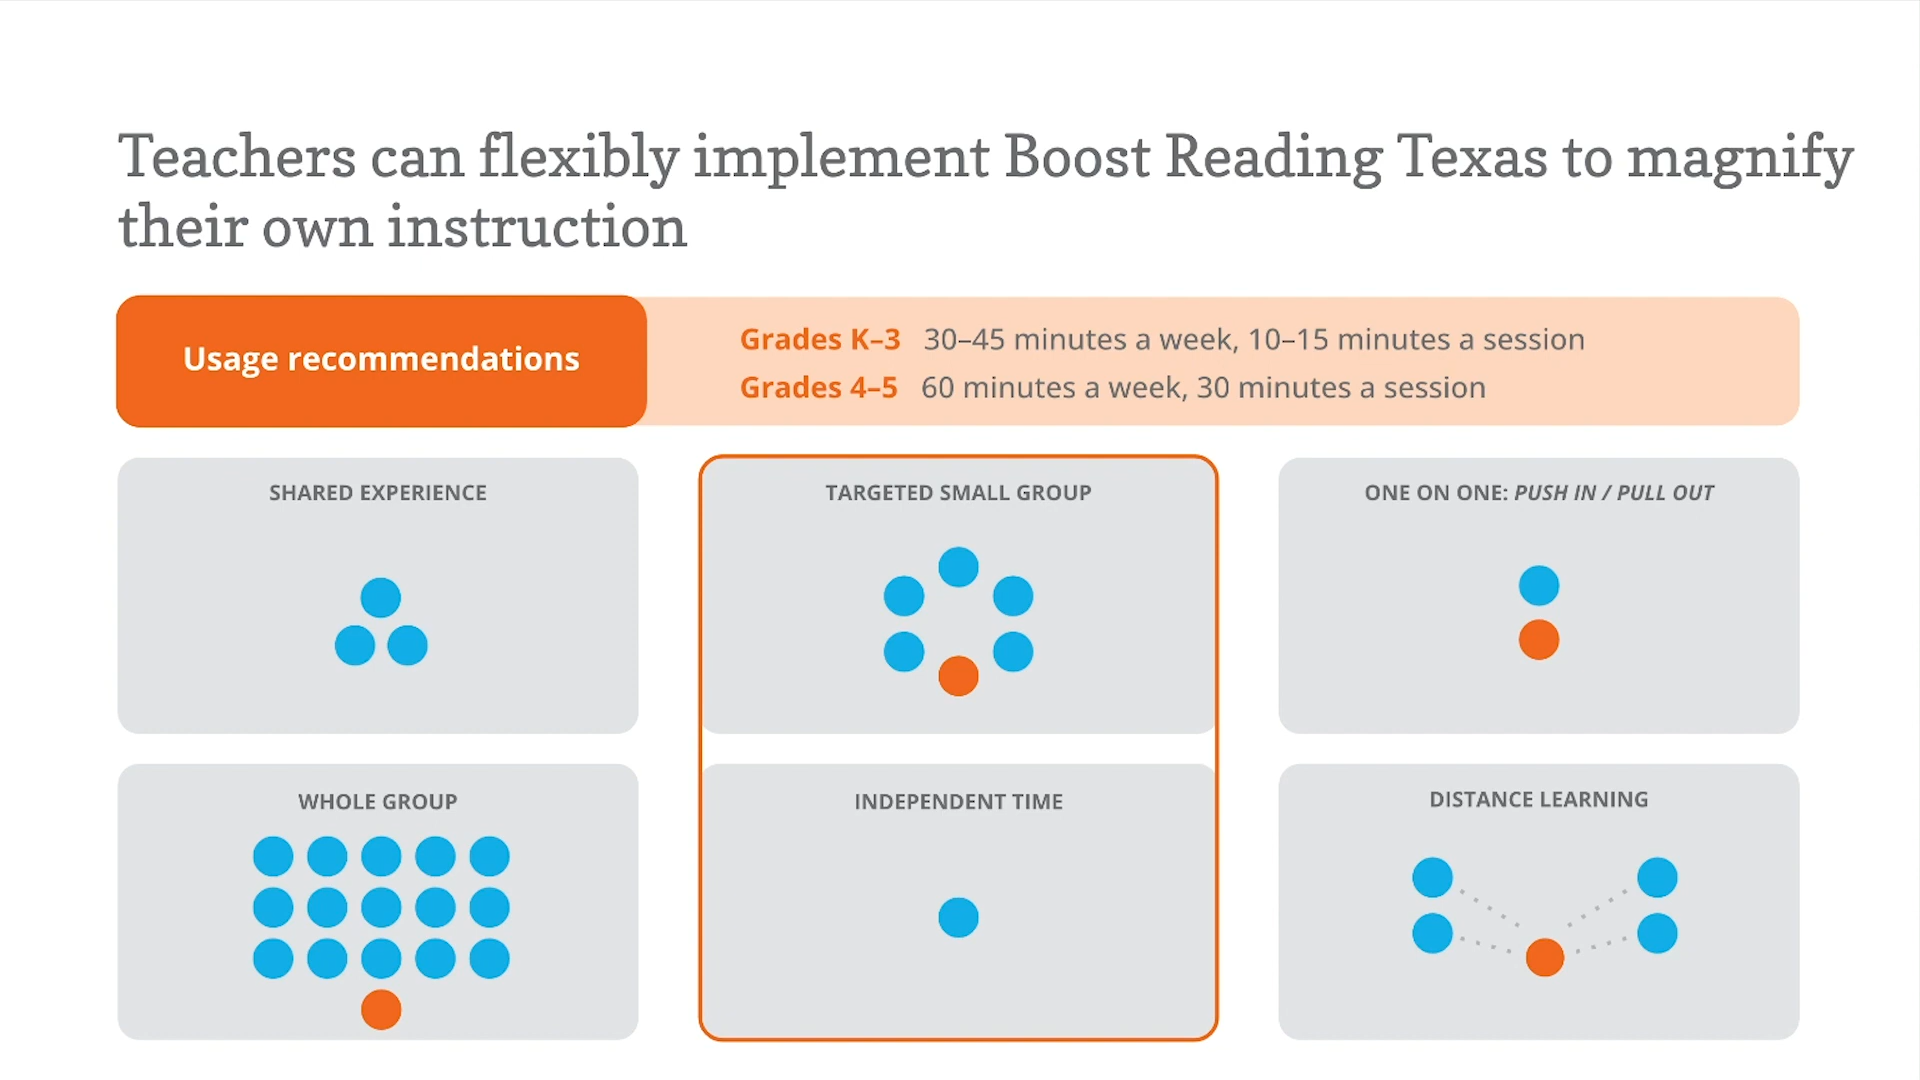 Teachers can flexibly implement Boost Reading Texas to magnify
their own instruction
Usage recommendations
Grades K–3 30–45 minutes a week, 10–15 minutes a session
Grades 4–5 60 minutes a week, 30 minutes a session
SHARED EXPERIENCE
TARGETED SMALL GROUP
ONE ON ONE: PUSH IN / PULL OUT
WHOLE GROUP
INDEPENDENT TIME
DISTANCE LEARNING